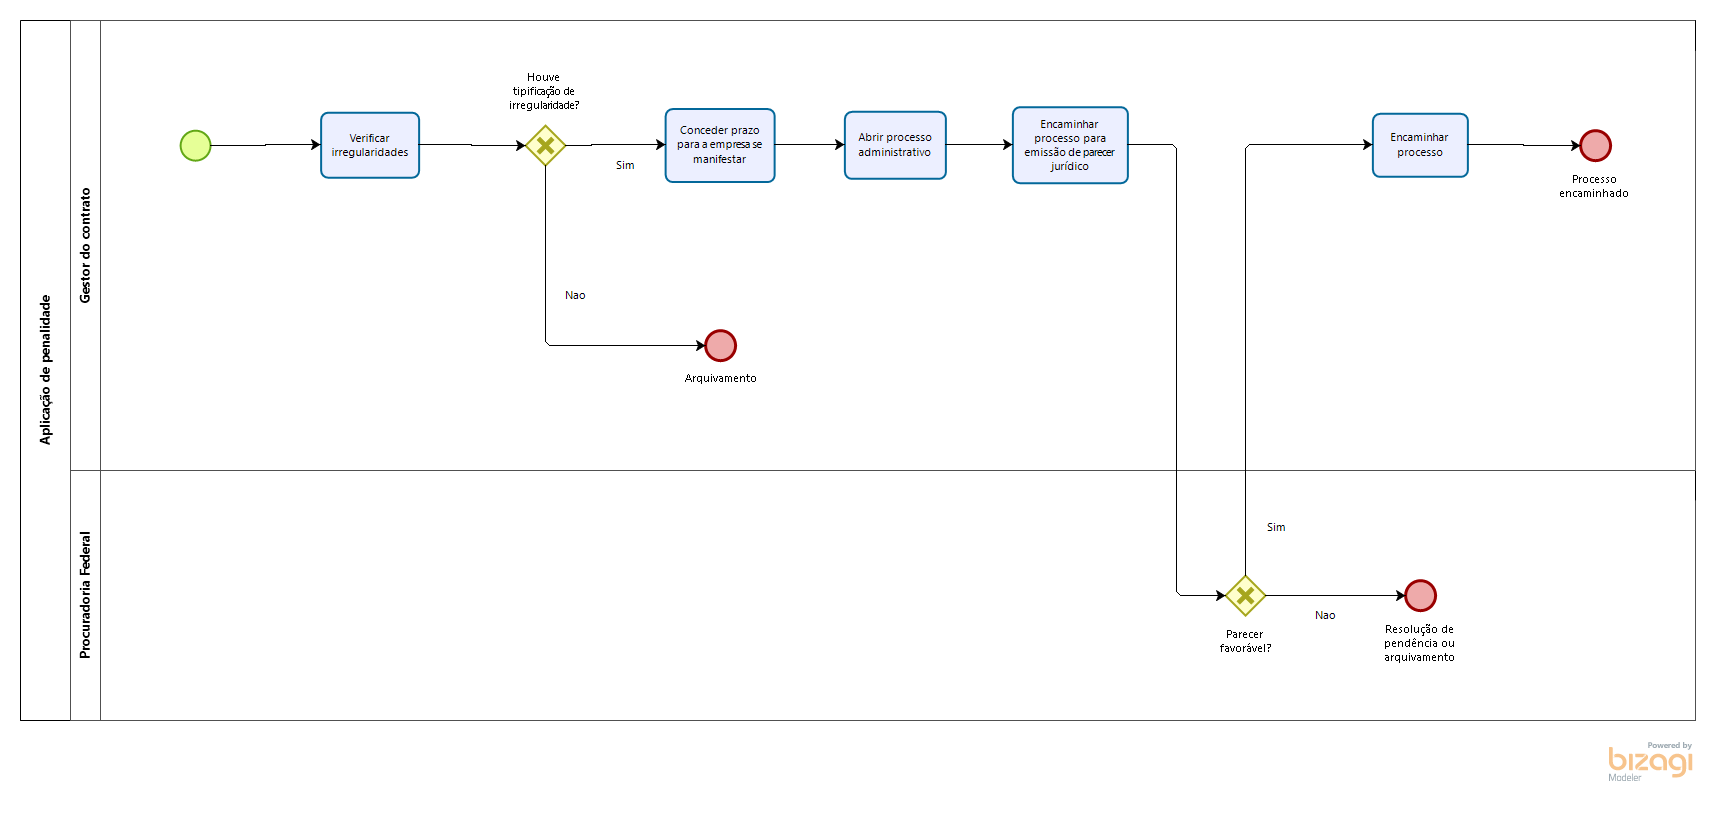 Aplicação de penalidade
Gestor do contrato
Houve
tipificação de
irregularidade?
Verificar
irregularidades
Sim
Conceder prazo
para a empresa se
manifestar
Abrir processo
administrativo
Encaminhar
processo para
emissão de parecer
jurídico
Encaminhar
processo
Processo
encaminhado
Nao
Arquivamento
Procuradoria Federal
Sim
Parecer
favorável?
Nao
Resolução de
pendência ou
arquivamento
Powered by
bizagi
Modeler